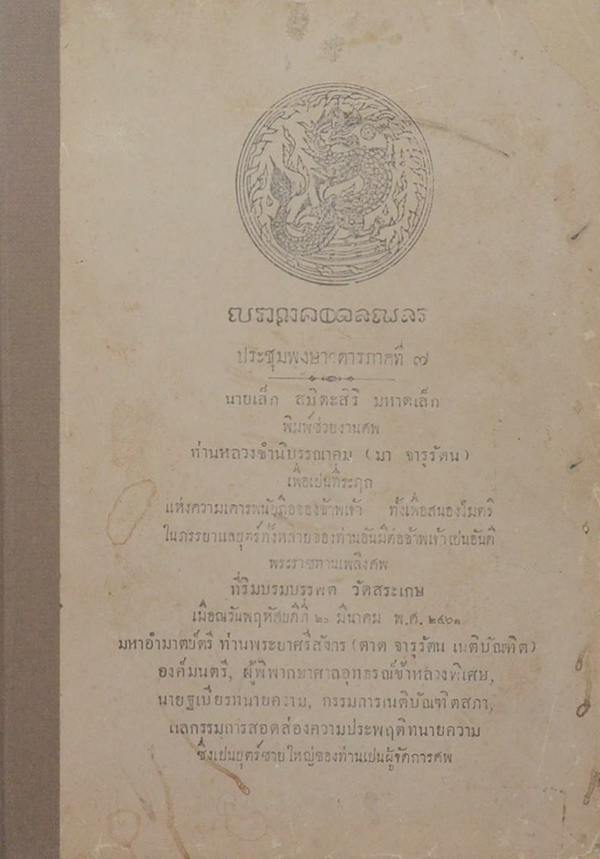 ประชุมพงษาวดารภาคที่ ๗
นายเล็ก สมิตะสิริ มหาดเล็ก
พิมพ์ช่วยงานศพ
ท่านหลวงชำนิบรรณาคม (มา จารุรัตน)
เพื่อเปนที่ระฦก
แห่งความเคารพนับถือของข้าพเจ้า ทั้งเพื่อสนองไมตรี
ในภรรยาแลบุตร์ทั้งหลายของท่านอันมีต่อข้าพเจ้าเปนอันดี
พระราชทานเพลิงศพ
ที่ริมบรมบรรพต วัดสระเกษ
เมื่อณวันพฤหัศบดีที่ ๒๑ มีนาคม พ.ศ. ๒๔๖๑
มหาอำมาตย์ตรี ท่านพระยาศรีสังกร (ตาด จารุรัตน เนติบัณฑิต)
องค์มนตรี, ผู้พิพากษาศาลอุทธรณ์ข้าหลวงพิเศษ,
นายทเบียรทนายความ, กรรมการเนติบัณฑิตสภา,
แลกรรมการสอดส่องความประพฤติทนายความ
ซึ่งเปนบุตร์ชายใหญ่ของท่านเปนผู้จัดการศพ